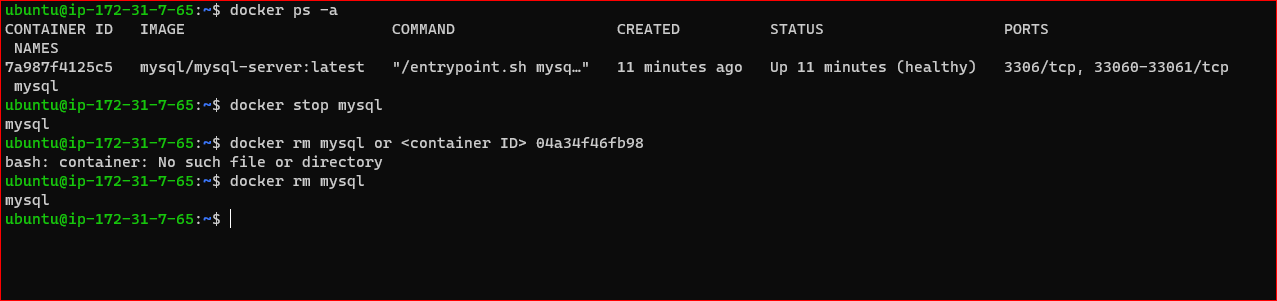 ubuntu@ip-172-31-7-65:~$ docker ps -a
CONTAINER ID   IMAGE                       COMMAND                  CREATED          STATUS                    PORTS
 NAMES
7a987f4125c5   mysql/mysql-server:latest   "/entrypoint.sh mysq…"   11 minutes ago   Up 11 minutes (healthy)   3306/tcp, 33060-33061/tcp
 mysql
ubuntu@ip-172-31-7-65:~$ docker stop mysql
mysql
ubuntu@ip-172-31-7-65:~$ docker rm mysql or <container ID> 04a34f46fb98
bash: container: No such file or directory
ubuntu@ip-172-31-7-65:~$ docker rm mysql
mysql
ubuntu@ip-172-31-7-65:~$